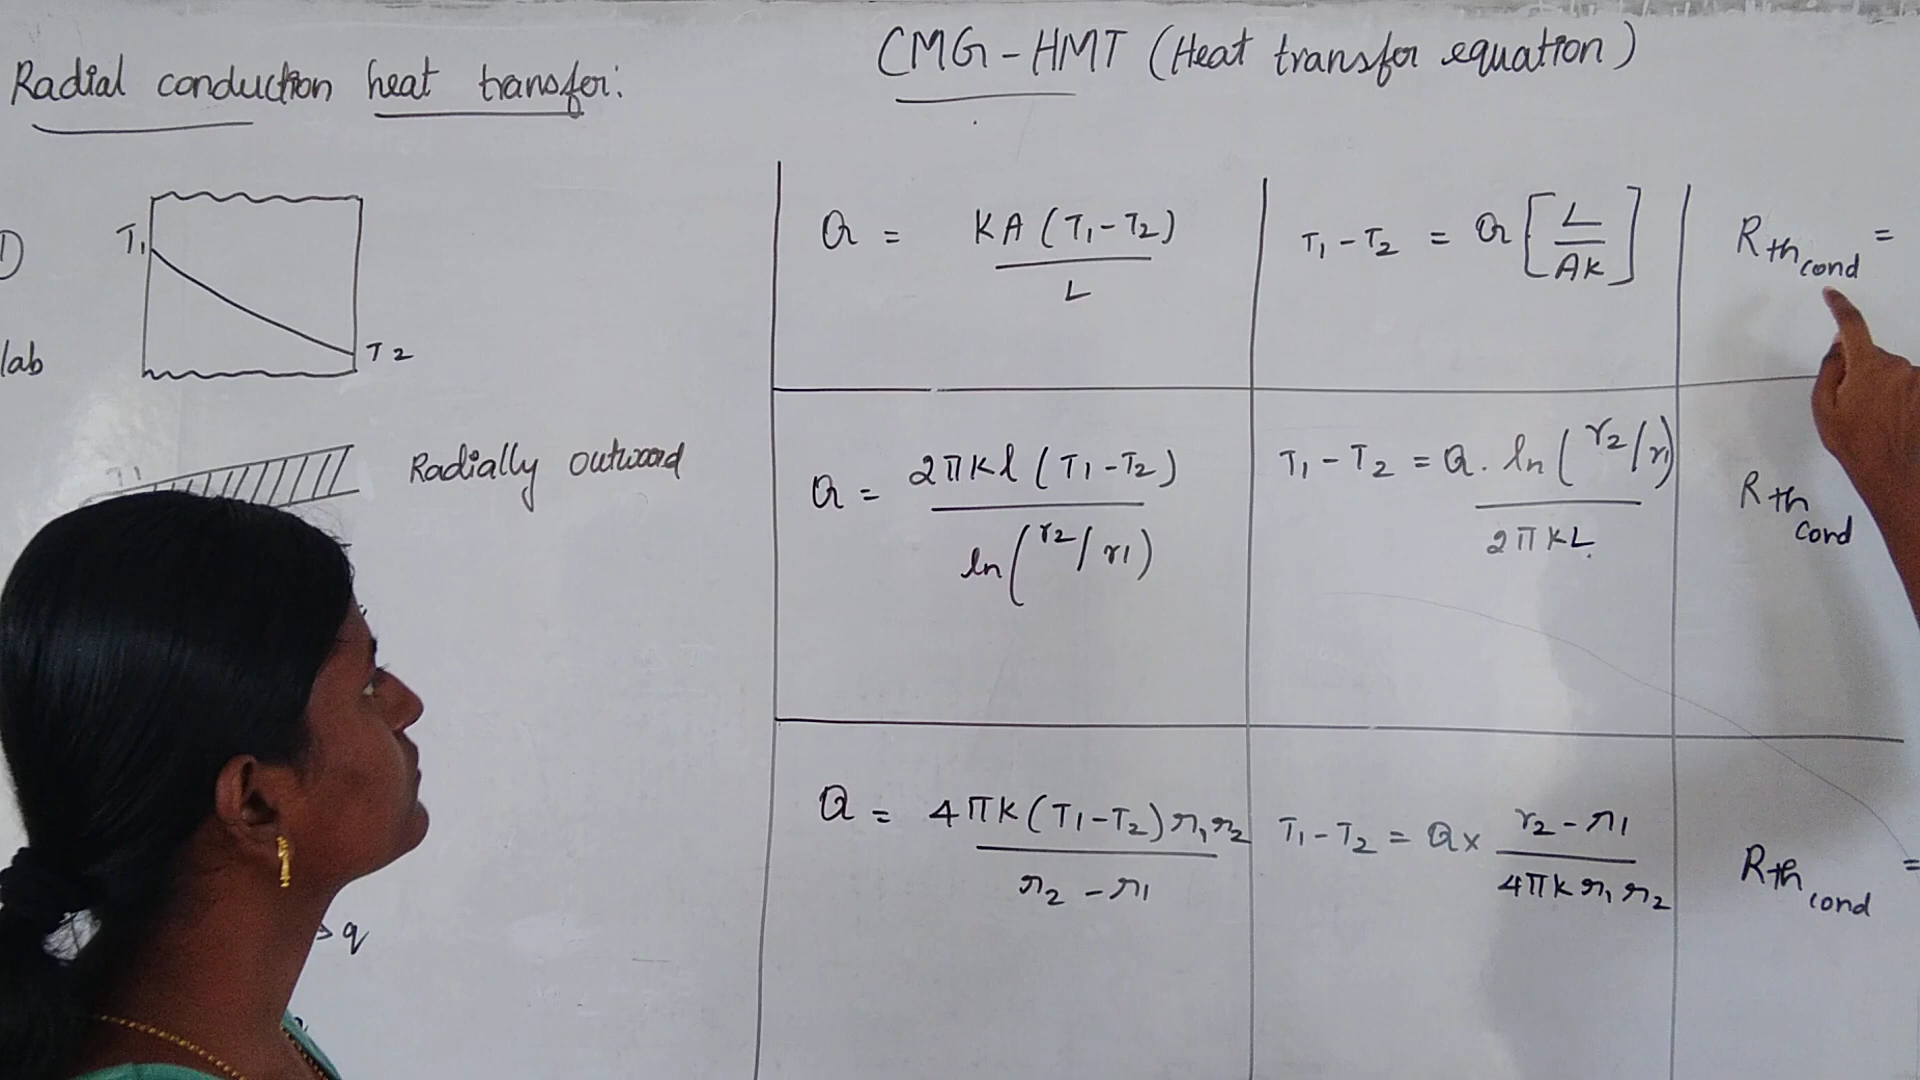 Radial conduction heat transfer:
CMG - HMT (Heat transfer equation)
1)
T₁
T₂
lab
Q = KA (T₁-T₂) / L
T₁-T₂ = Q [L / AK]
Rth cond =
Radially outward
Q = 2πKl (T₁-T₂) / ln(r₂/r₁)
T₁-T₂ = Q. ln(r₂/r₁) / 2πKL
Rth cond
Q = 4πK(T₁-T₂)r₁r₂ / r₂-r₁
T₁-T₂ = Q x r₂-r₁ / 4πK r₁ r₂
Rth cond =
q